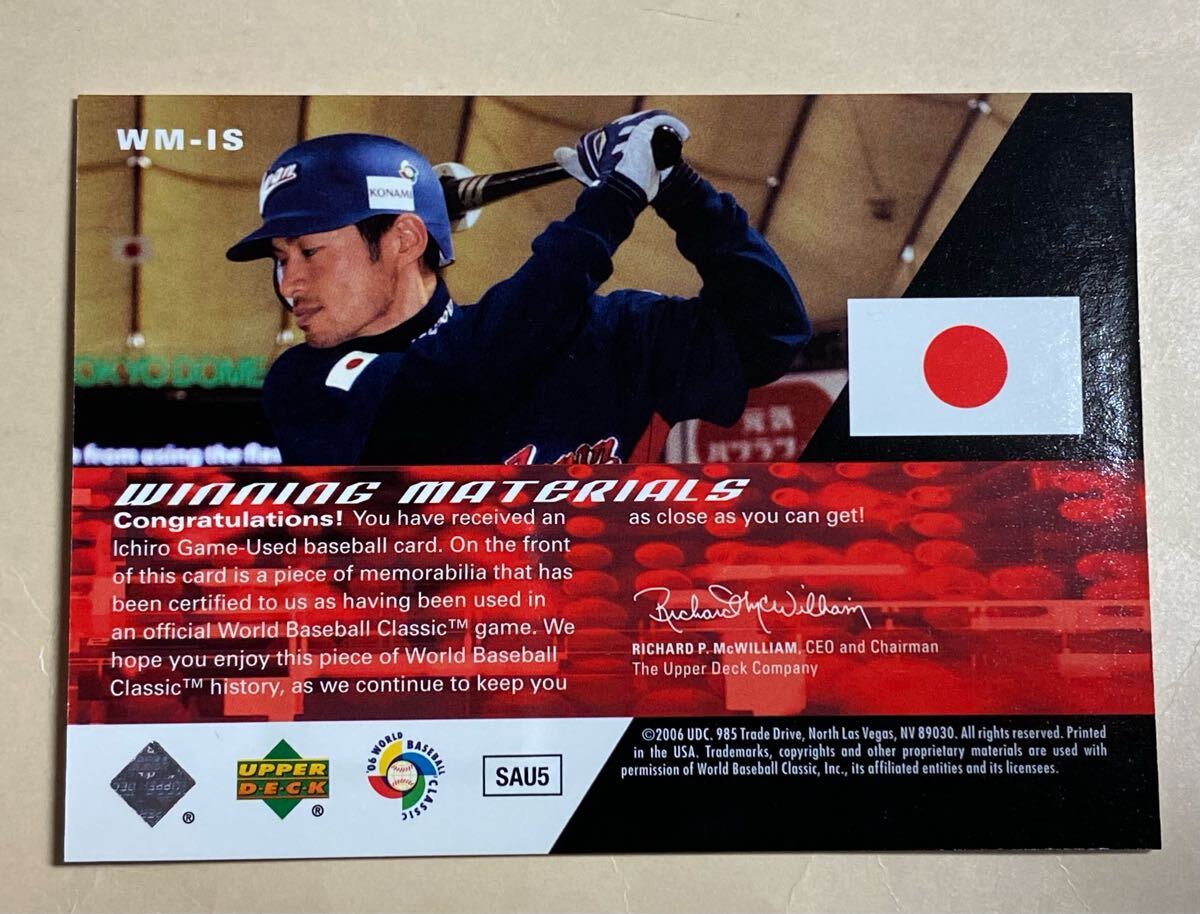 WM-IS
KONAMI
TOKYO DOME
from using the
WINNING MATERIALS
Congratulations! You have received an
Ichiro Game-Used baseball card. On the front
of this card is a piece of memorabilia that has
been certified to us as having been used in
an official World Baseball Classic™ game. We
hope you enjoy this piece of World Baseball
Classic™ history, as we continue to keep you
as close as you can get!
Richard McWilliam
RICHARD P. McWILLIAM, CEO and Chairman
The Upper Deck Company
©2006 UDC. 985 Trade Drive, North Las Vegas, NV 89030. All rights reserved. Printed
in the USA. Trademarks, copyrights and other proprietary materials are used with
permission of World Baseball Classic, Inc., its affiliated entities and its licensees.
®
UPPER
D·E·C·K
®
'06 WORLD BASEBALL CLASSIC
SAU5